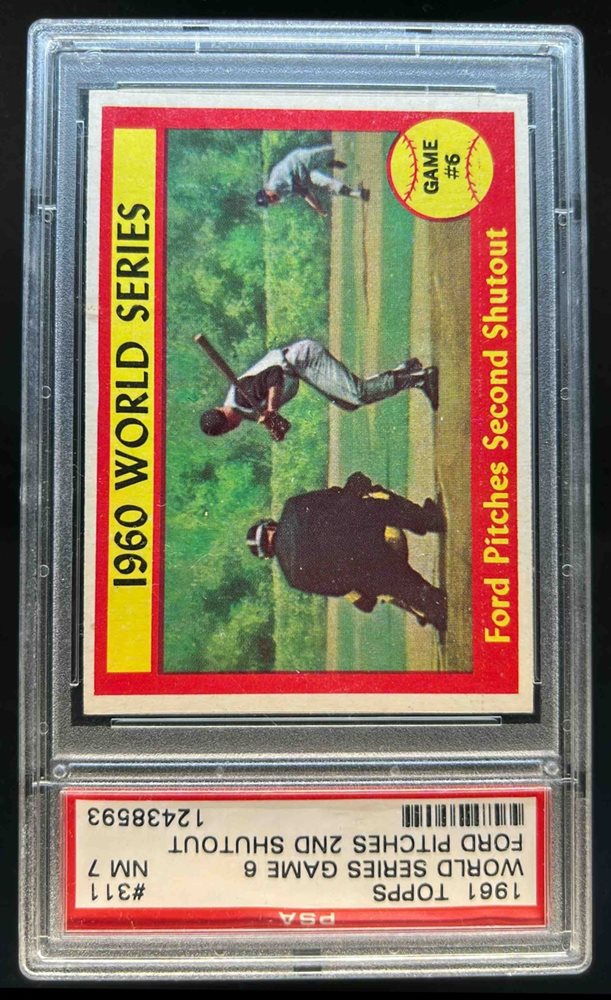 1960 WORLD SERIES
GAME
#6
Ford Pitches Second Shutout
PSA
1961 TOPPS #311
WORLD SERIES GAME 6 NM 7
FORD PITCHES 2ND SHUTOUT
12438593